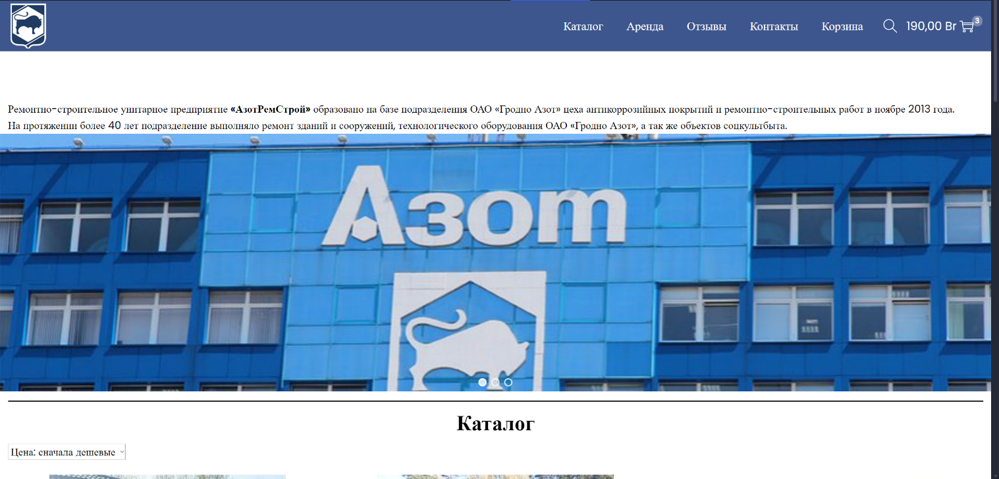 Каталог Аренда Отзывы Контакты Корзина 190,00 Br 3
Ремонтно-строительное унитарное предприятие «АзотРемСтрой» образовано на базе подразделения ОАО «Гродно Азот» цеха антикоррозийных покрытий и ремонтно-строительных работ в ноябре 2013 года.
На протяжении более 40 лет подразделение выполняло ремонт зданий и сооружений, технологического оборудования ОАО «Гродно Азот», а так же объектов соцкультбыта.
Азот
Каталог
Цена: сначала дешевые